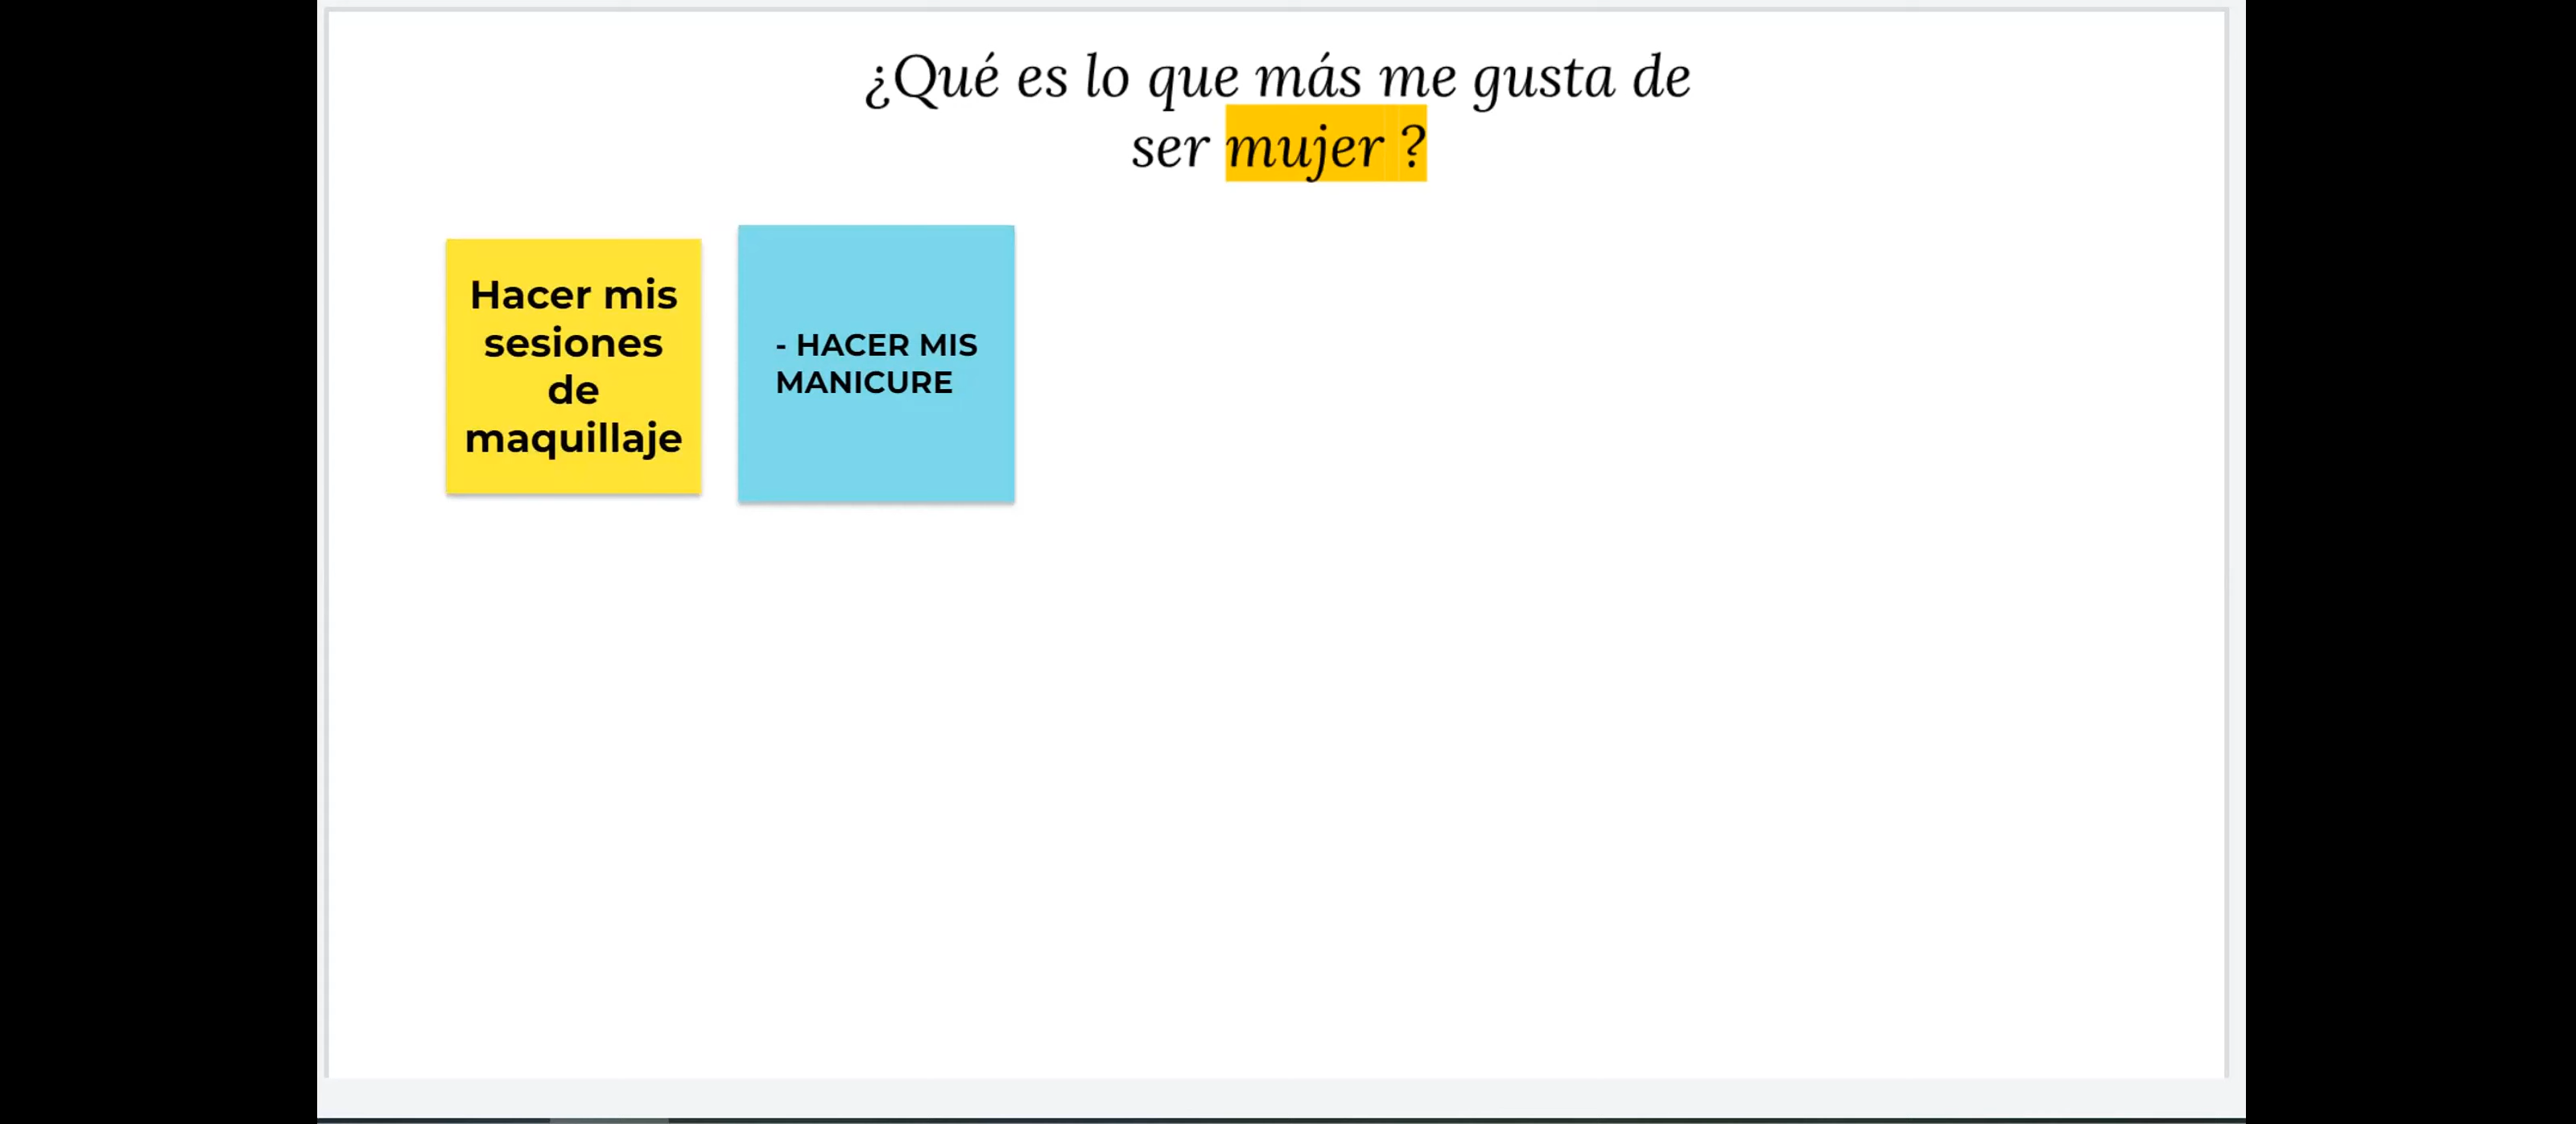 ¿Qué es lo que más me gusta de
ser mujer ?
Hacer mis
sesiones
de
maquillaje
- HACER MIS
MANICURE